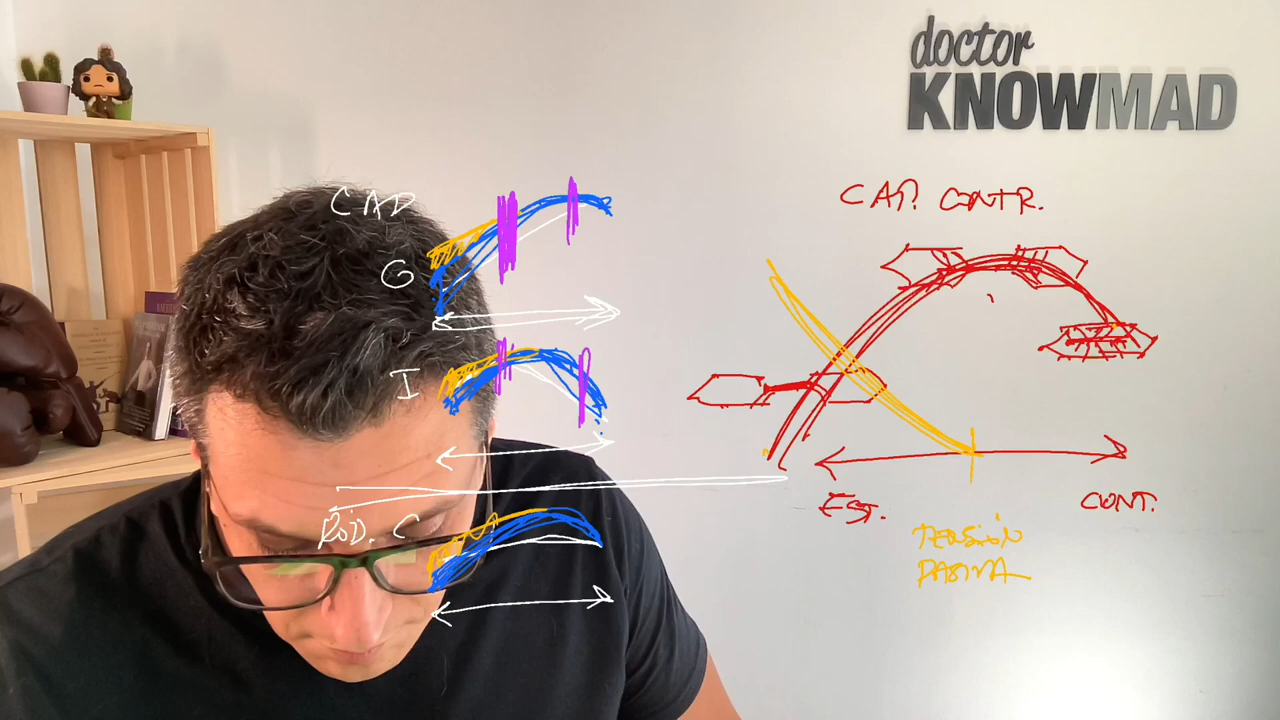 doctor
KNOWMAD
CAD
G
I
ROD. C
CAP. CONTR.
EST.
CONT.
TENSIÓN
PASIVA